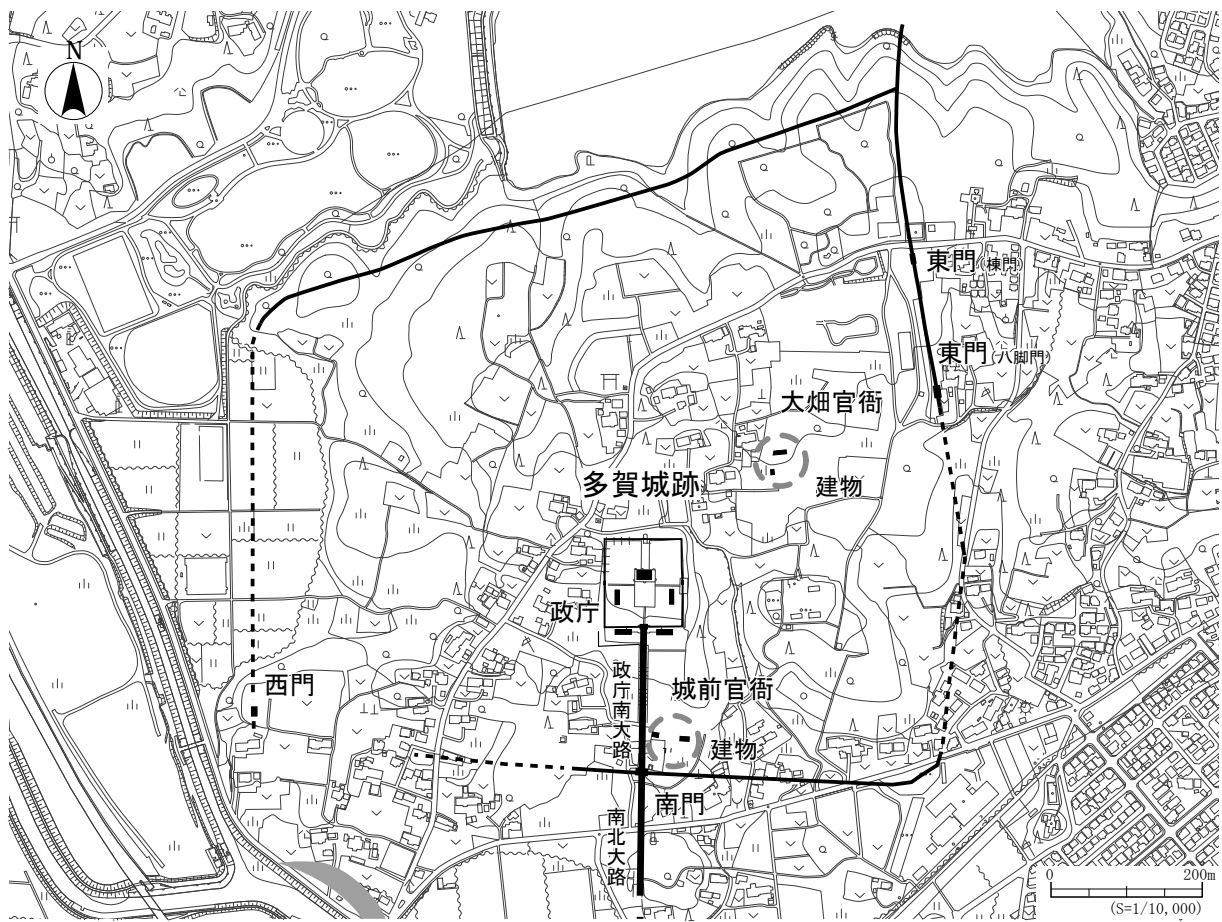 N
東門(棟門)
東門(八脚門)
大畑官衙
多賀城跡
建物
政庁
西門
政庁南大路
城前官衙
建物
南門
南北大路
0 200m
(S=1/10,000)